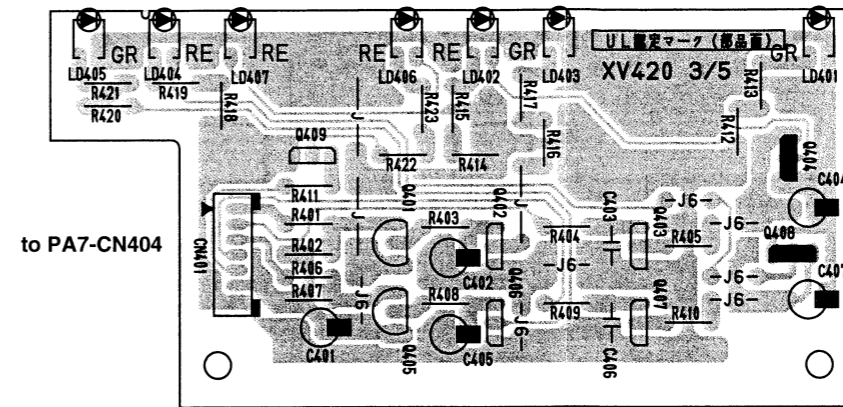 GR RE RE RE RE GR GR
LD405 LD404 LD407 LD406 LD402 LD403 LD401
UL鑑定マーク (部品面)
XV420 3/5
R421 R419 R418 R423 R415 R417 R413
R420 R412
J
Q409 R422 R414 R416 Q404
R411 J Q401 Q402 J C403 -J6- Q403 C404
R401 R403 R404 R405 -J6- Q408
to PA7-CN404
CN401
R402 C402 -J6-
R406 -J6- Q406 Q407 -J6- C407
R407 R408 R409 R410
C401 Q405 C405 -J6- C406